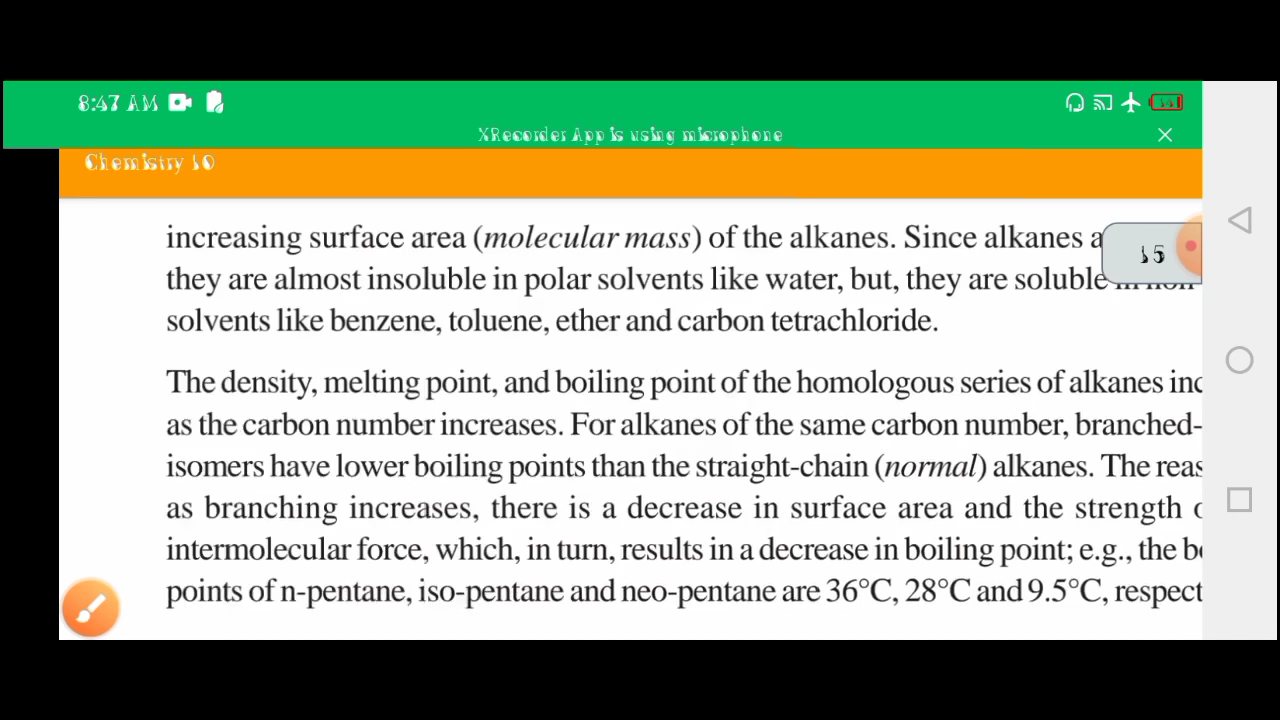 8:47 AM
XRecorder App is using microphone
Chemistry 10
increasing surface area (molecular mass) of the alkanes. Since alkanes
15
they are almost insoluble in polar solvents like water, but, they are soluble in non
solvents like benzene, toluene, ether and carbon tetrachloride.
The density, melting point, and boiling point of the homologous series of alkanes inc
as the carbon number increases. For alkanes of the same carbon number, branched-
isomers have lower boiling points than the straight-chain (normal) alkanes. The reas
as branching increases, there is a decrease in surface area and the strength
intermolecular force, which, in turn, results in a decrease in boiling point; e.g., the
points of n-pentane, iso-pentane and neo-pentane are 36°C, 28°C and 9.5°C, respect